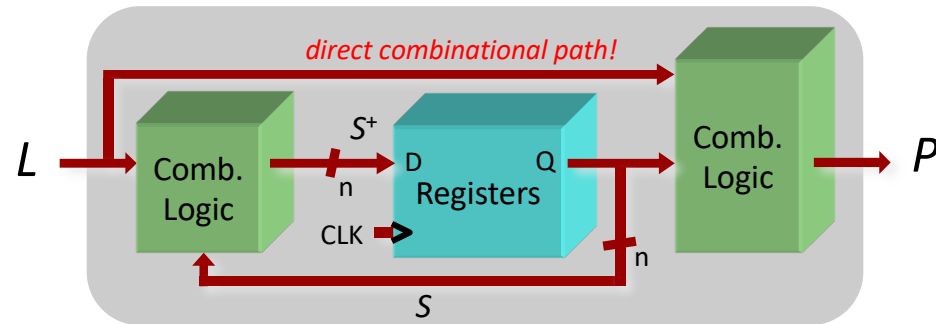 direct combinational path!
L
Comb.
Logic
S⁺
n
D
Q
Registers
CLK
n
S
Comb.
Logic
P